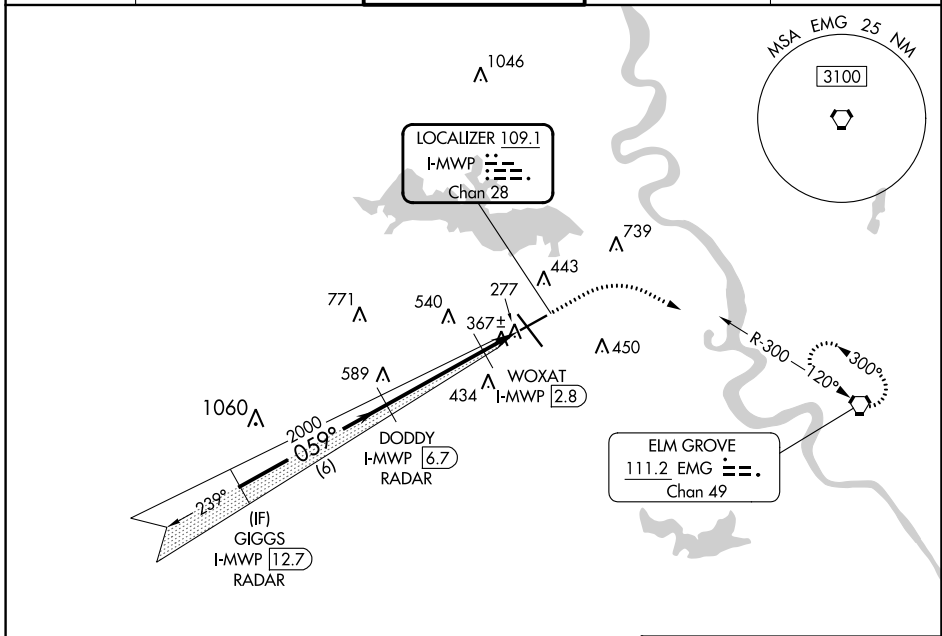 MSA EMG 25 NM
3100
1046
LOCALIZER 109.1
I-MWP
Chan 28
739
443
277
771
540
367±
450
R-300
120°
300°
589
434
WOXAT
I-MWP 2.8
1060
2000
059°
(6)
DODDY
I-MWP 6.7
RADAR
ELM GROVE
111.2 EMG
Chan 49
239°
(IF)
GIGGS
I-MWP 12.7
RADAR